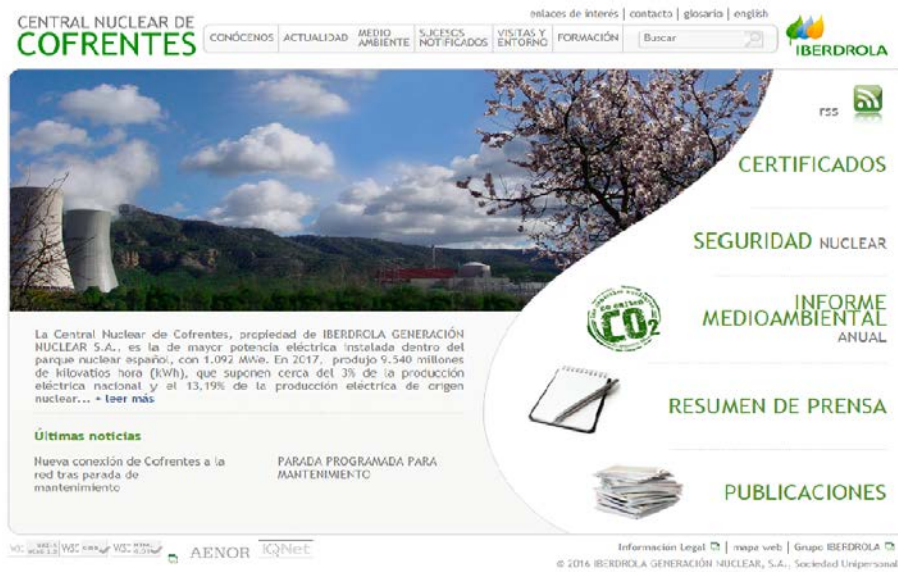 enlaces de interés | contacto | glosario | english
CENTRAL NUCLEAR DE
COFRENTES
CONÓCENOS
ACTUALIDAD
MEDIO
AMBIENTE
SUCESOS
NOTIFICADOS
VISITAS Y
ENTORNO
FORMACIÓN
Buscar
IBERDROLA
rss
CERTIFICADOS
SEGURIDAD NUCLEAR
CO2
INFORME
MEDIOAMBIENTAL
ANUAL
RESUMEN DE PRENSA
PUBLICACIONES
La Central Nuclear de Cofrentes, propiedad de IBERDROLA GENERACIÓN
NUCLEAR S.A., es la de mayor potencia eléctrica instalada dentro del
parque nuclear español, con 1.092 MWe. En 2017, produjo 9.540 millones
de kilovatios hora (kWh), que suponen cerca del 3% de la producción
eléctrica nacional y el 13,19% de la producción eléctrica de origen
nuclear... + leer más
Últimas noticias
Nueva conexión de Cofrentes a la
red tras parada de
mantenimiento
PARADA PROGRAMADA PARA
MANTENIMIENTO
W3C
W3C
AENOR
IQNet
Información Legal | mapa web | Grupo IBERDROLA
© 2016 IBERDROLA GENERACIÓN NUCLEAR, S.A., Sociedad Unipersonal